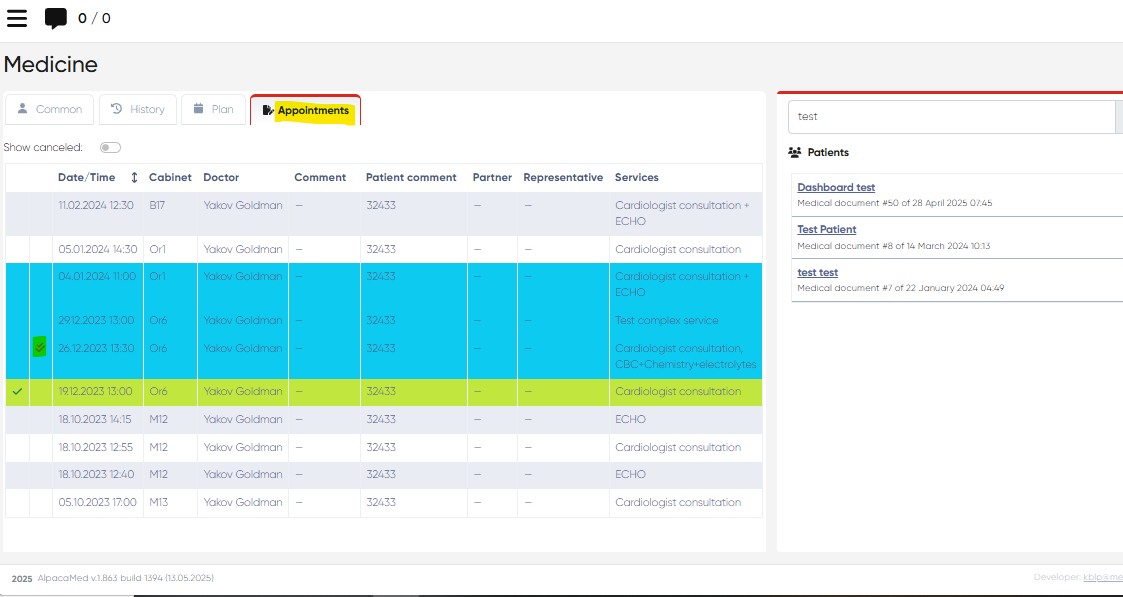 0 / 0
Medicine
Common History Plan Appointments
Show canceled:
Date/Time Cabinet Doctor Comment Patient comment Partner Representative Services
11.02.2024 12:30 B17 Yakov Goldman — 32433 — — Cardiologist consultation +
ECHO
05.01.2024 14:30 Or1 Yakov Goldman — 32433 — — Cardiologist consultation
04.01.2024 11:00 Or1 Yakov Goldman — 32433 — — Cardiologist consultation +
ECHO
29.12.2023 13:00 Or6 Yakov Goldman — 32433 — — Test complex service
26.12.2023 13:30 Or6 Yakov Goldman — 32433 — — Cardiologist consultation,
CBC+Chemistry+electrolytes
19.12.2023 13:00 Or6 Yakov Goldman — 32433 — — Cardiologist consultation
18.10.2023 14:15 M12 Yakov Goldman — 32433 — — ECHO
18.10.2023 12:55 M12 Yakov Goldman — 32433 — — Cardiologist consultation
18.10.2023 12:40 M12 Yakov Goldman — 32433 — — ECHO
05.10.2023 17:00 M13 Yakov Goldman — 32433 — — Cardiologist consultation
test
Patients
Dashboard test
Medical document #50 of 28 April 2025 07:45
Test Patient
Medical document #8 of 14 March 2024 10:13
test test
Medical document #7 of 22 January 2024 04:49
2025 AlpacaMed v.1.863 build 1394 (13.05.2025)
Developer: